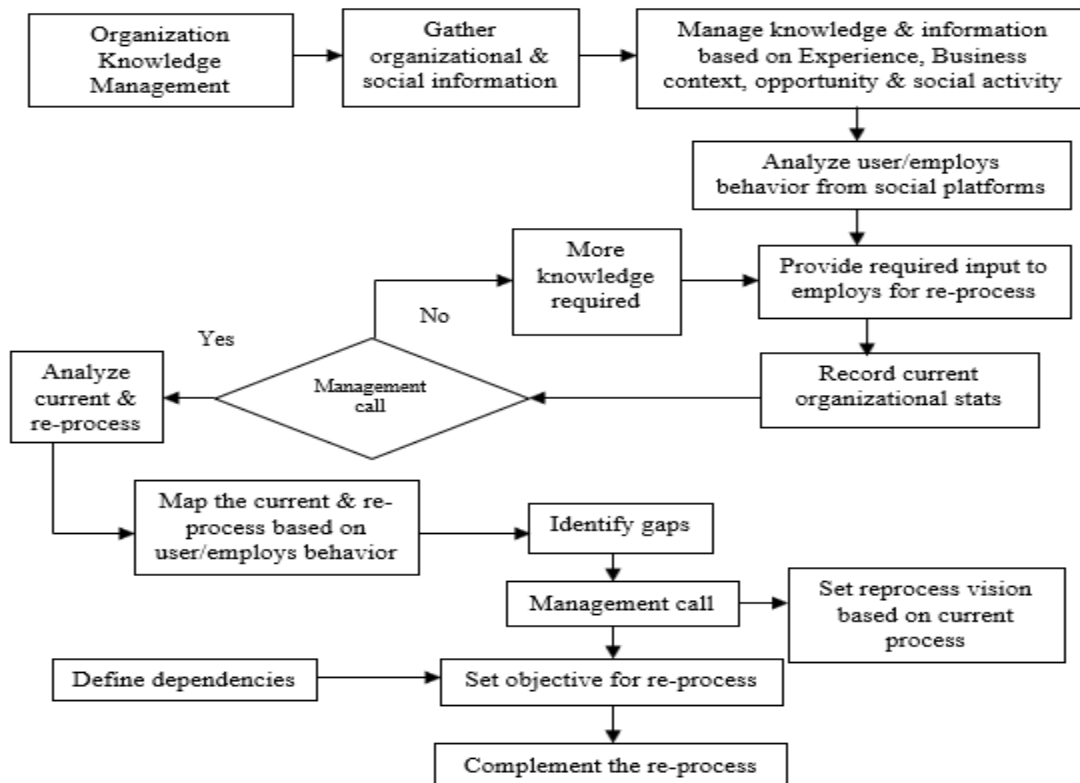 Organization
Knowledge
Management
Gather
organizational &
social information
Manage knowledge & information
based on Experience, Business
context, opportunity & social activity
Analyze user/employs
behavior from social platforms
More
knowledge
required
Provide required input to
employs for re-process
No
Yes
Analyze
current &
re-process
Management
call
Record current
organizational stats
Map the current & re-
process based on
user/employs behavior
Identify gaps
Management call
Set reprocess vision
based on current
process
Define dependencies
Set objective for re-process
Complement the re-process